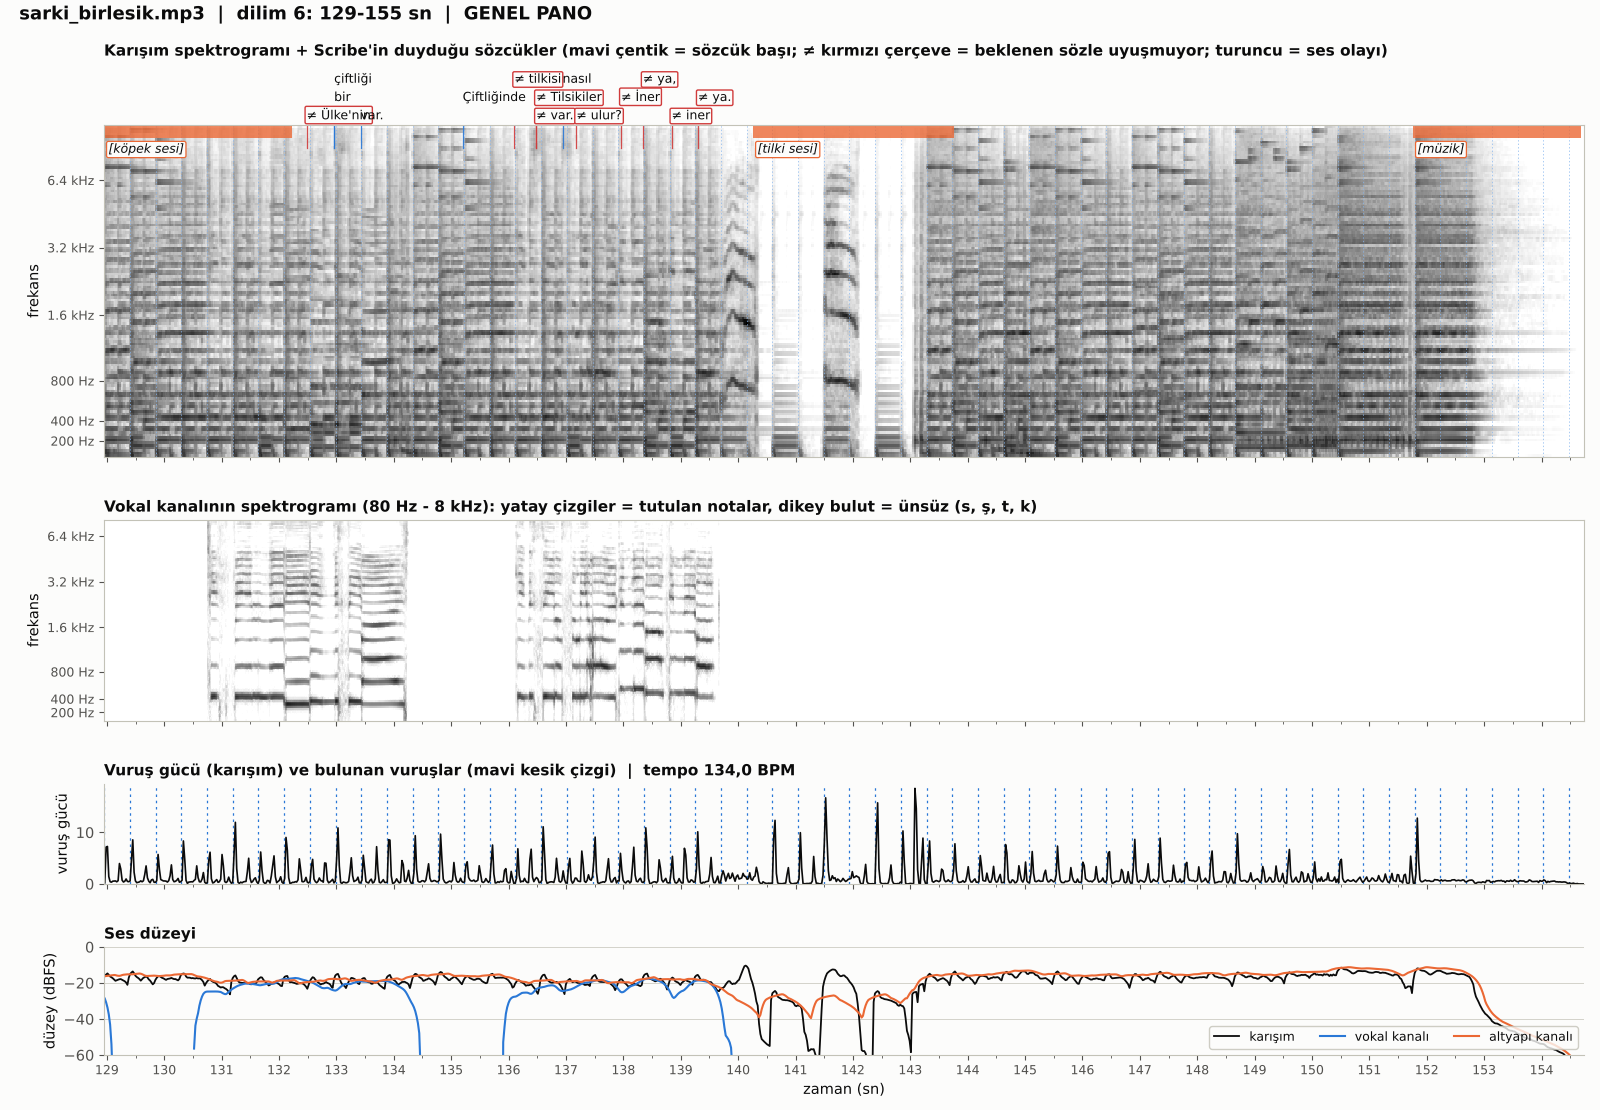 sarki_birlesik.mp3 | dilim 6: 129-155 sn | GENEL PANO
Karışım spektrogramı + Scribe'in duyduğu sözcükler (mavi çentik = sözcük başı; ≠ kırmızı çerçeve = beklenen sözle uyuşmuyor; turuncu = ses olayı)
çiftliği ≠ tilkisi nasıl ≠ ya,
bir Çiftliğinde ≠ Tilsikiler ≠ İner ≠ ya.
≠ Ülke'nin var. ≠ var. ≠ ulur? ≠ iner
[köpek sesi] [tilki sesi] [müzik]
frekans
6.4 kHz
3.2 kHz
1.6 kHz
800 Hz
400 Hz
200 Hz
Vokal kanalının spektrogramı (80 Hz - 8 kHz): yatay çizgiler = tutulan notalar, dikey bulut = ünsüz (s, ş, t, k)
frekans
6.4 kHz
3.2 kHz
1.6 kHz
800 Hz
400 Hz
200 Hz
Vuruş gücü (karışım) ve bulunan vuruşlar (mavi kesik çizgi) | tempo 134,0 BPM
vuruş gücü
10
0
Ses düzeyi
düzey (dBFS)
0
−20
−40
−60
karışım vokal kanalı altyapı kanalı
129 130 131 132 133 134 135 136 137 138 139 140 141 142 143 144 145 146 147 148 149 150 151 152 153 154
zaman (sn)